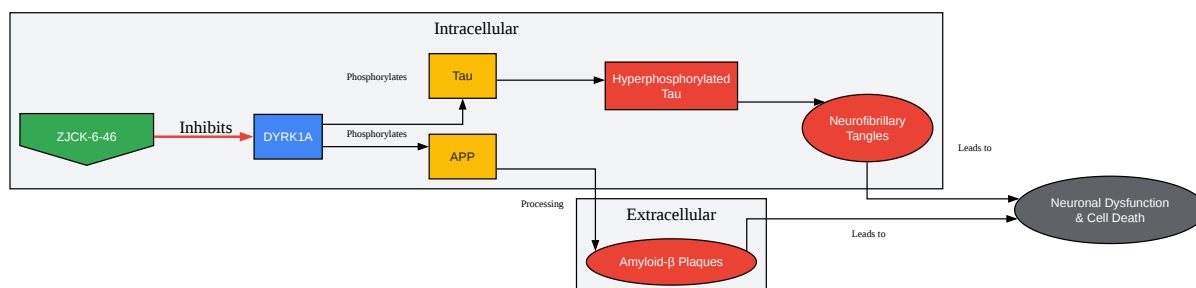 Intracellular
Tau
Hyperphosphorylated
Tau
Phosphorylates
ZJCK-6-46
Inhibits
DYRK1A
Phosphorylates
APP
Neurofibrillary
Tangles
Leads to
Processing
Extracellular
Neuronal Dysfunction
& Cell Death
Leads to
Amyloid-β Plaques